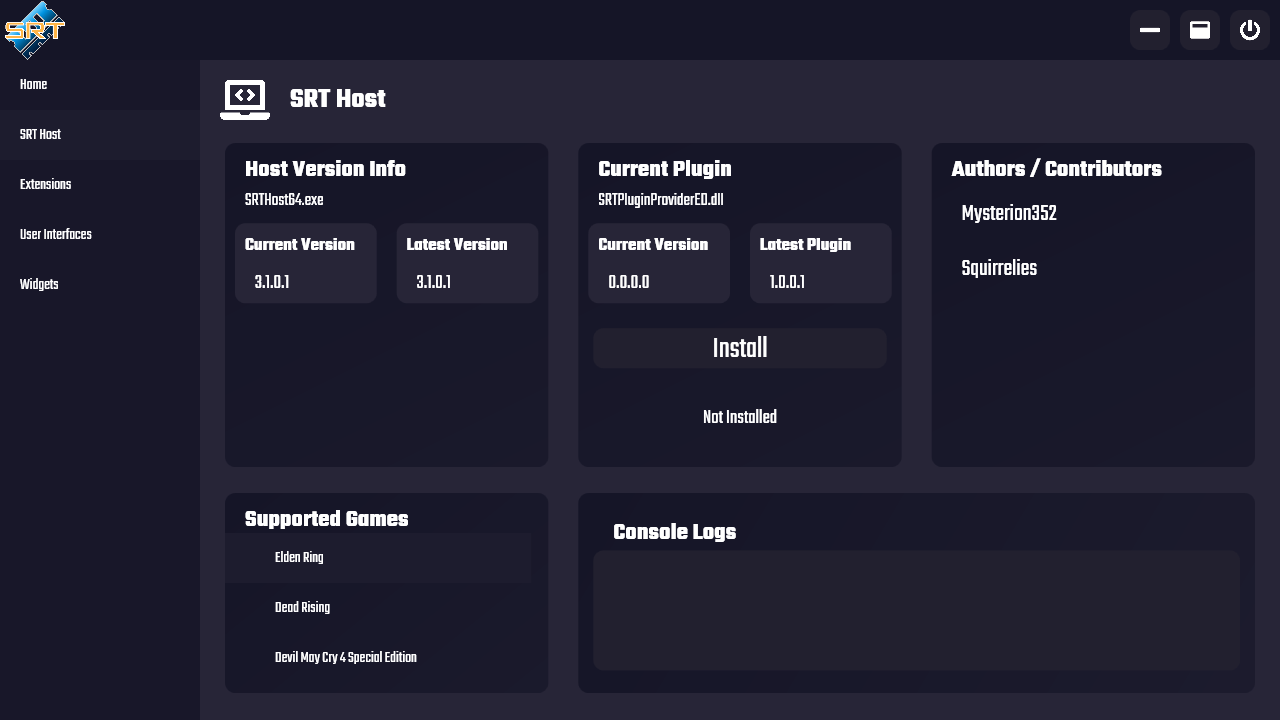 SRT
Home
SRT Host
Extensions
User Interfaces
Widgets
SRT Host
Host Version Info
SRTHost64.exe
Current Version
Latest Version
3.1.0.1
3.1.0.1
Current Plugin
SRTPluginProviderED.dll
Current Version
Latest Plugin
0.0.0.0
1.0.0.1
Install
Not Installed
Authors / Contributors
Mysterion352
Squirrelies
Supported Games
Elden Ring
Dead Rising
Devil May Cry 4 Special Edition
Console Logs